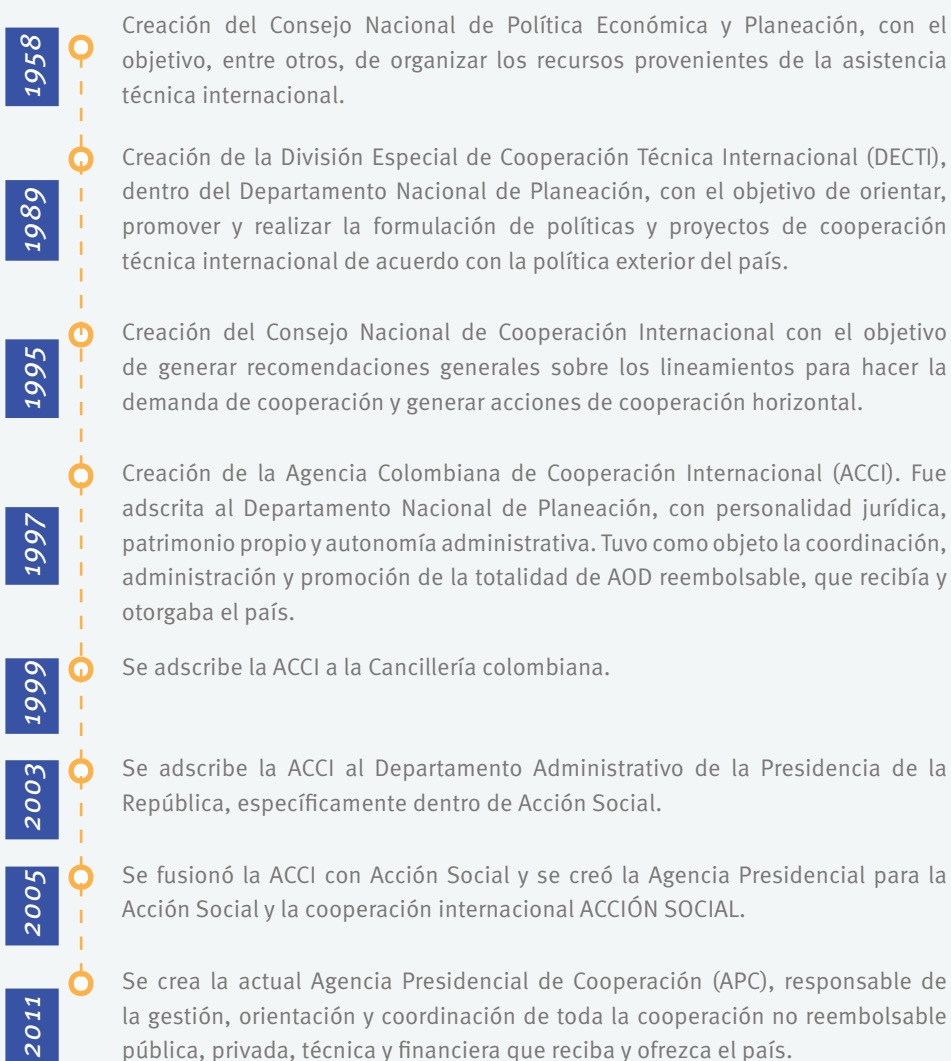 1958
Creación del Consejo Nacional de Política Económica y Planeación, con el
objetivo, entre otros, de organizar los recursos provenientes de la asistencia
técnica internacional.
1989
Creación de la División Especial de Cooperación Técnica Internacional (DECTI),
dentro del Departamento Nacional de Planeación, con el objetivo de orientar,
promover y realizar la formulación de políticas y proyectos de cooperación
técnica internacional de acuerdo con la política exterior del país.
1995
Creación del Consejo Nacional de Cooperación Internacional con el objetivo
de generar recomendaciones generales sobre los lineamientos para hacer la
demanda de cooperación y generar acciones de cooperación horizontal.
1997
Creación de la Agencia Colombiana de Cooperación Internacional (ACCI). Fue
adscrita al Departamento Nacional de Planeación, con personalidad jurídica,
patrimonio propio y autonomía administrativa. Tuvo como objeto la coordinación,
administración y promoción de la totalidad de AOD reembolsable, que recibía y
otorgaba el país.
1999
Se adscribe la ACCI a la Cancillería colombiana.
2003
Se adscribe la ACCI al Departamento Administrativo de la Presidencia de la
República, específicamente dentro de Acción Social.
2005
Se fusionó la ACCI con Acción Social y se creó la Agencia Presidencial para la
Acción Social y la cooperación internacional ACCIÓN SOCIAL.
2011
Se crea la actual Agencia Presidencial de Cooperación (APC), responsable de
la gestión, orientación y coordinación de toda la cooperación no reembolsable
pública, privada, técnica y financiera que reciba y ofrezca el país.